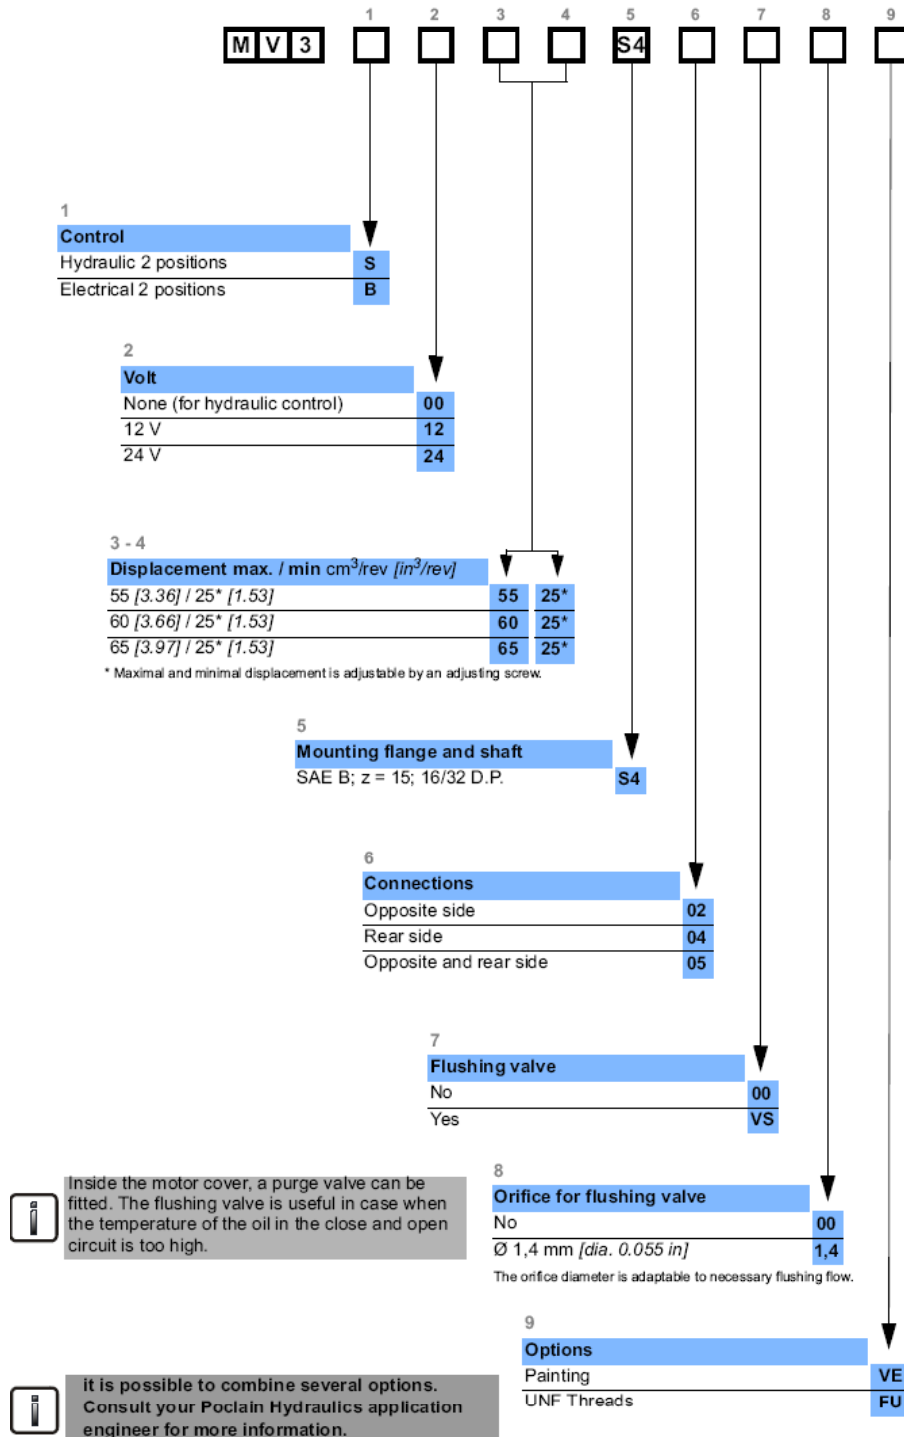 1 2 3 4 5 6 7 8 9
M V 3 S4
1
Control
Hydraulic 2 positions S
Electrical 2 positions B
2
Volt
None (for hydraulic control) 00
12 V 12
24 V 24
3 - 4
Displacement max. / min cm³/rev [in³/rev]
55 [3.36] / 25* [1.53] 55 25*
60 [3.66] / 25* [1.53] 60 25*
65 [3.97] / 25* [1.53] 65 25*
* Maximal and minimal displacement is adjustable by an adjusting screw.
5
Mounting flange and shaft
SAE B; z = 15; 16/32 D.P. S4
6
Connections
Opposite side 02
Rear side 04
Opposite and rear side 05
7
Flushing valve
No 00
Yes VS
i
Inside the motor cover, a purge valve can be
fitted. The flushing valve is useful in case when
the temperature of the oil in the close and open
circuit is too high.
8
Orifice for flushing valve
No 00
Ø 1,4 mm [dia. 0.055 in] 1,4
The orifice diameter is adaptable to necessary flushing flow.
9
Options
Painting VE
UNF Threads FU
i
it is possible to combine several options.
Consult your Poclain Hydraulics application
engineer for more information.